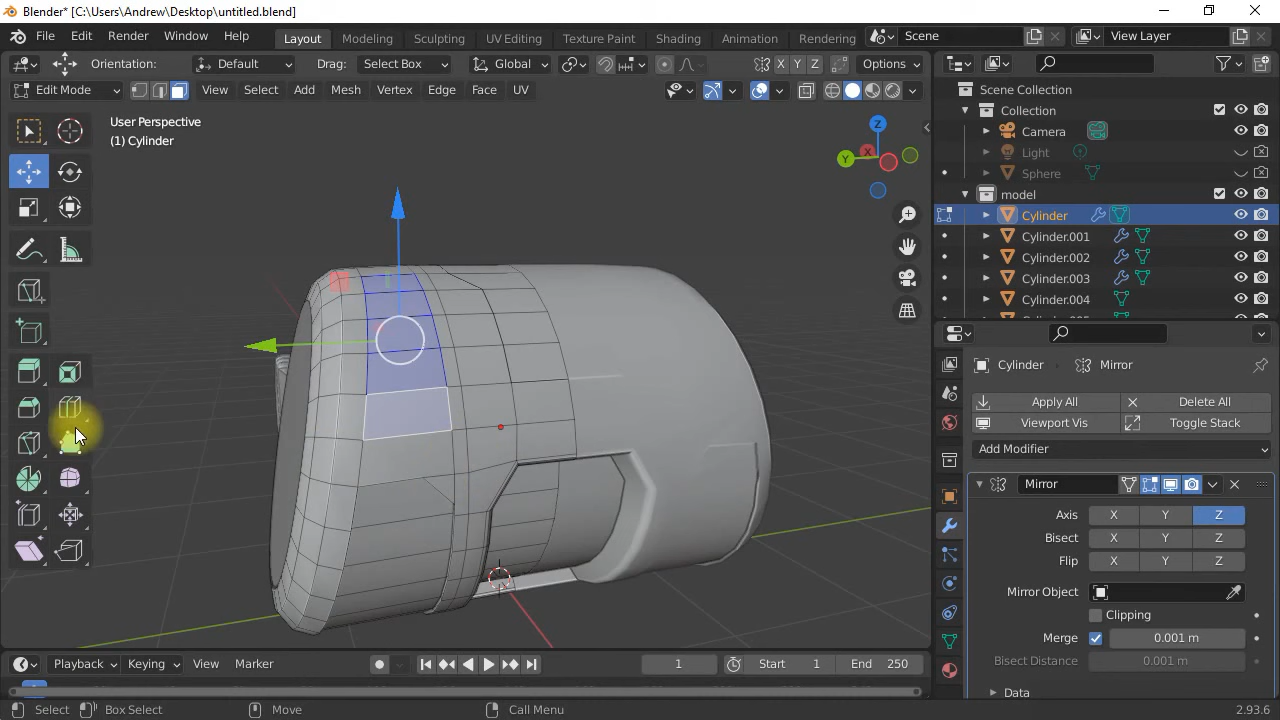 Blender* [C:\Users\Andrew\Desktop\untitled.blend]
File Edit Render Window Help Layout Modeling Sculpting UV Editing Texture Paint Shading Animation Rendering Scene View Layer
Orientation: Default Drag: Select Box Global X Y Z Options
Edit Mode View Select Add Mesh Vertex Edge Face UV
User Perspective
(1) Cylinder
Z
Y
X
Scene Collection
Collection
Camera
Light
Sphere
model
Cylinder
Cylinder.001
Cylinder.002
Cylinder.003
Cylinder.004
Cylinder Mirror
Apply All Delete All
Viewport Vis Toggle Stack
Add Modifier
Mirror
Axis X Y Z
Bisect X Y Z
Flip X Y Z
Mirror Object
Clipping
Merge 0.001 m
Bisect Distance 0.001 m
Data
Playback Keying View Marker 1 Start 1 End 250
Select Box Select Move Call Menu 2.93.6